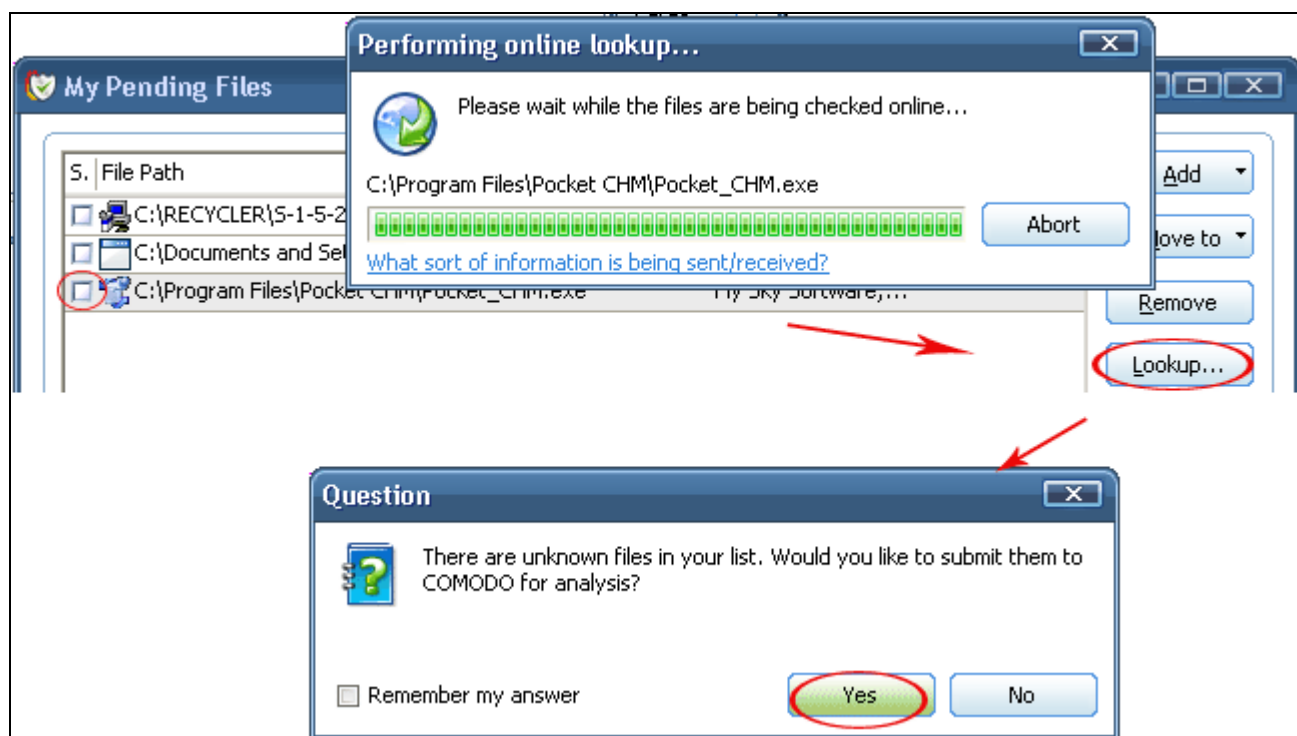 Performing online lookup...
My Pending Files
Please wait while the files are being checked online...
S. File Path
Add
C:\Program Files\Pocket CHM\Pocket_CHM.exe
C:\RECYCLER\S-1-5-2
Abort
ove to
C:\Documents and Set
What sort of information is being sent/received?
C:\Program Files\Pocket CHM\Pocket_CHM.exe
Remove
Lookup...
Question
There are unknown files in your list. Would you like to submit them to
COMODO for analysis?
Remember my answer
Yes
No